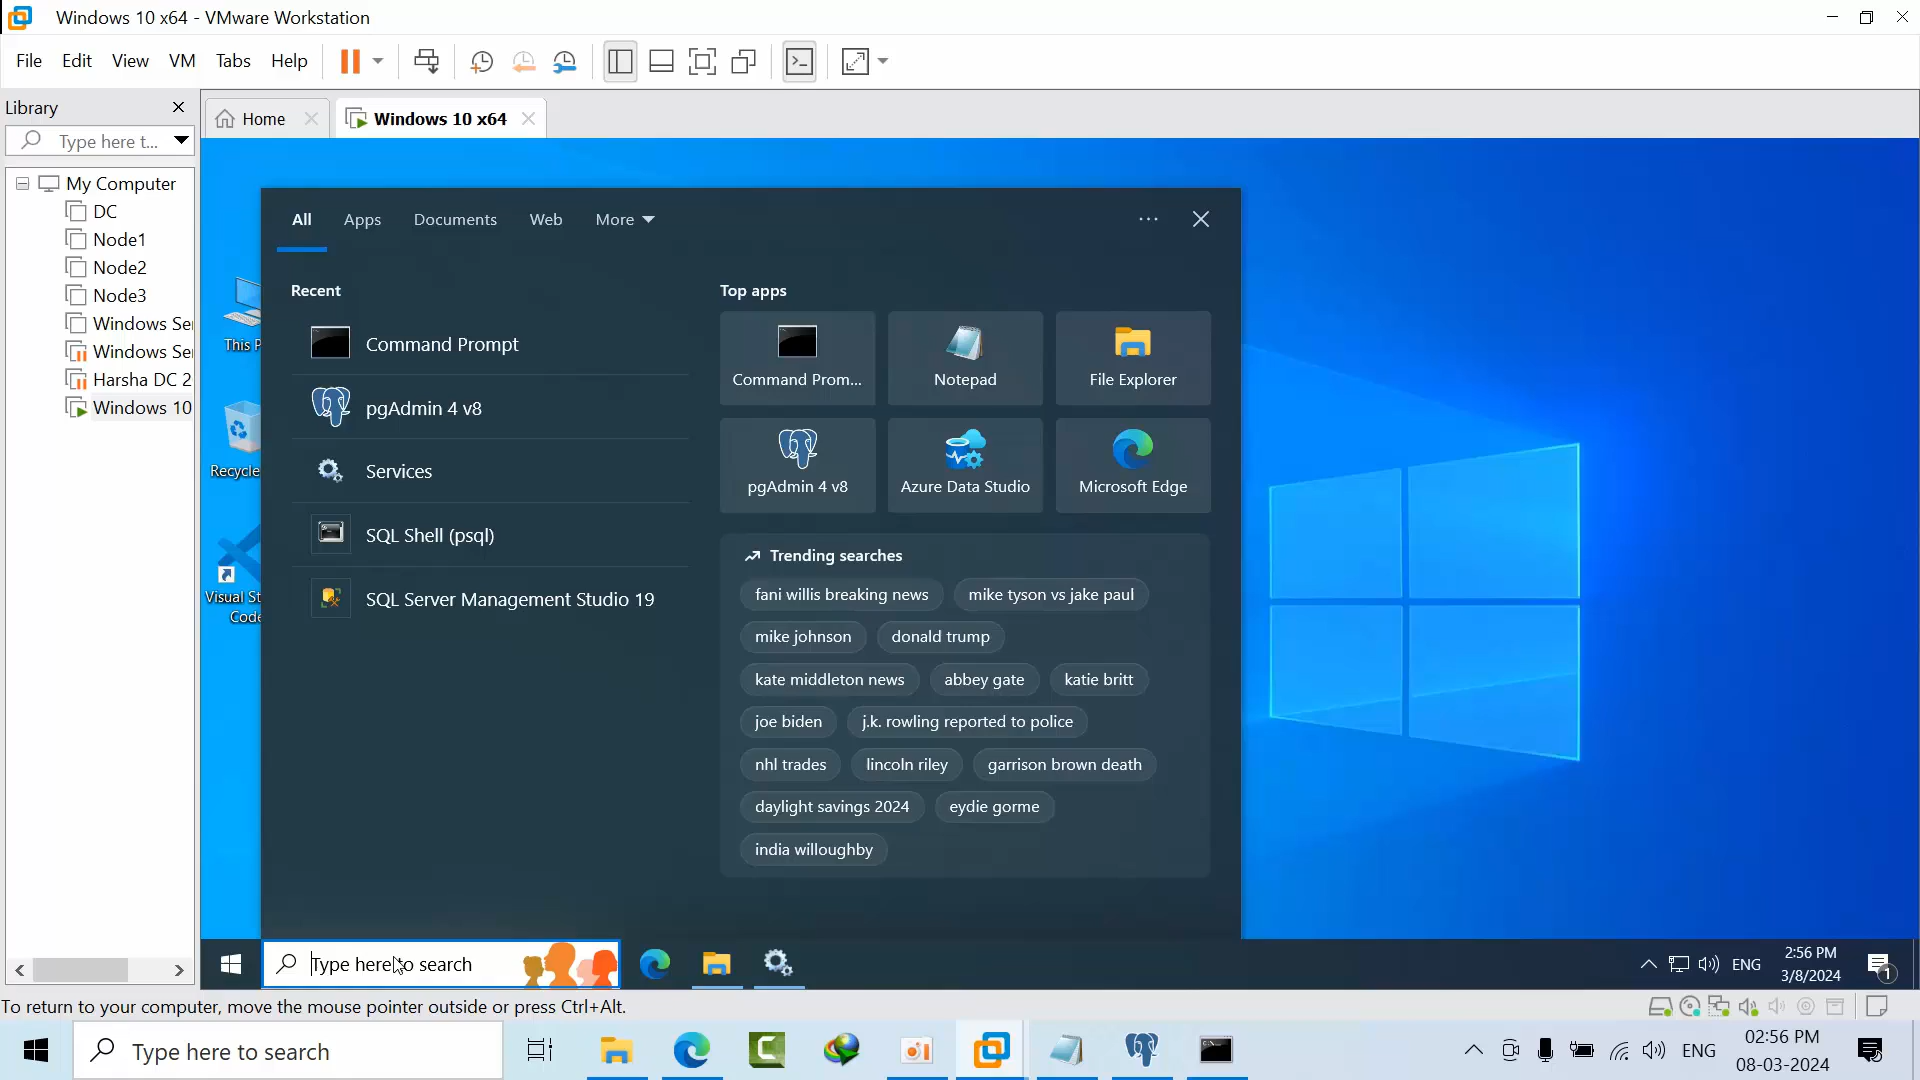 Windows 10 x64 - VMware Workstation
File Edit View VM Tabs Help
Library
Type here t...
My Computer
DC
Node1
Node2
Node3
Windows Se
Windows Se
Harsha DC 2
Windows 10
Home
Windows 10 x64
This P
Recycle
Visual St
Code
All Apps Documents Web More
Recent
Command Prompt
pgAdmin 4 v8
Services
SQL Shell (psql)
SQL Server Management Studio 19
Top apps
Command Prom... Notepad File Explorer
pgAdmin 4 v8 Azure Data Studio Microsoft Edge
Trending searches
fani willis breaking news mike tyson vs jake paul
mike johnson donald trump
kate middleton news abbey gate katie britt
joe biden j.k. rowling reported to police
nhl trades lincoln riley garrison brown death
daylight savings 2024 eydie gorme
india willoughby
Type here to search
ENG
2:56 PM
3/8/2024
1
To return to your computer, move the mouse pointer outside or press Ctrl+Alt.
Type here to search
ENG
02:56 PM
08-03-2024